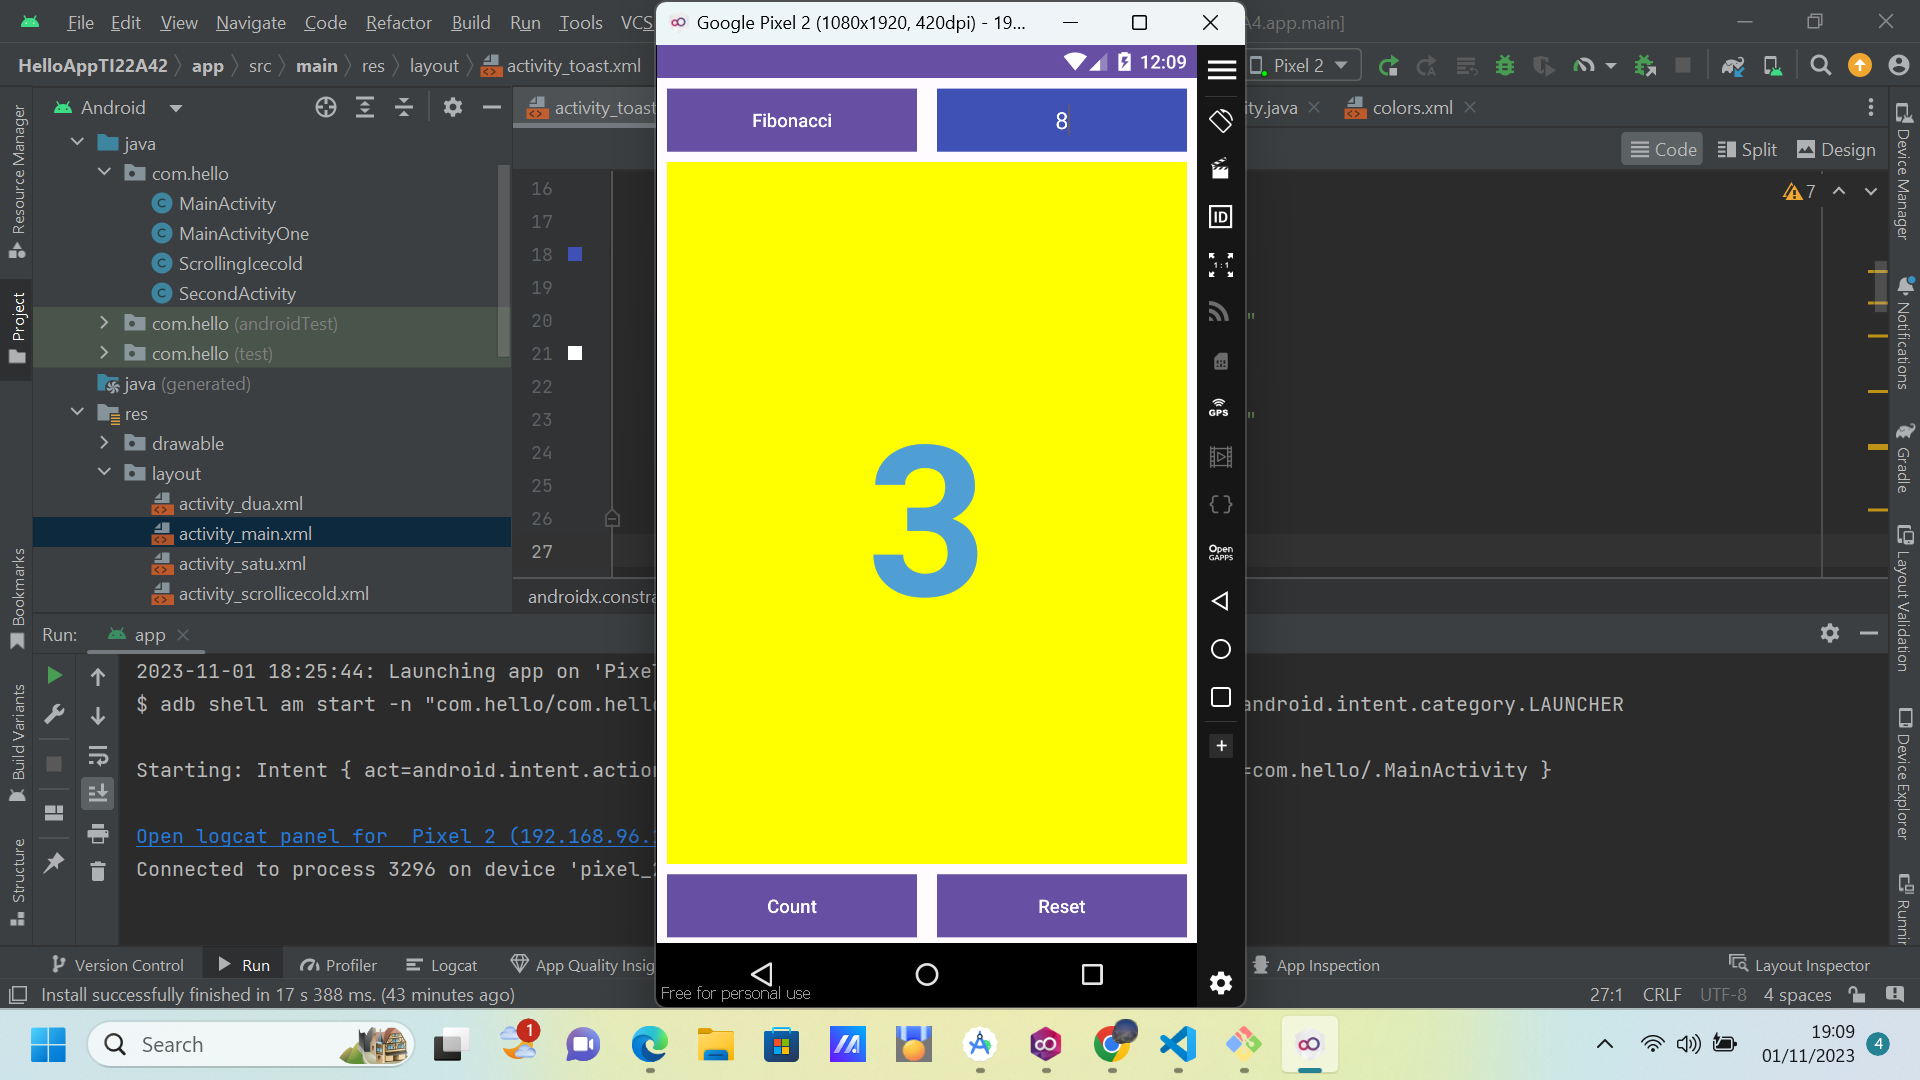 File Edit View Navigate Code Refactor Build Run Tools VCS
Google Pixel 2 (1080x1920, 420dpi) - 19...
A4.app.main]
HelloAppTI22A42 app src main res layout activity_toast.xml
12:09
Pixel 2
Android
activity_toast
ity.java
colors.xml
Fibonacci
8
Code Split Design
java
com.hello
MainActivity
MainActivityOne
ScrollingIcecold
SecondActivity
com.hello (androidTest)
com.hello (test)
java (generated)
res
drawable
layout
activity_dua.xml
activity_main.xml
activity_satu.xml
activity_scrollicecold.xml
16
17
18
19
20
21
22
23
24
25
26
27
androidx.constra
"
"
7
3
Count
Reset
Free for personal use
ID
1 : 1
GPS
Open
GAPPS
Resource Manager
Project
Bookmarks
Build Variants
Structure
Device Manager
Notifications
Gradle
Layout Validation
Device Explorer
Runnin
Run: app
2023-11-01 18:25:44: Launching app on 'Pixel
$ adb shell am start -n "com.hello/com.hello
android.intent.category.LAUNCHER
Starting: Intent { act=android.intent.action
=com.hello/.MainActivity }
Open logcat panel for Pixel 2 (192.168.96.
Connected to process 3296 on device 'pixel_
Version Control Run Profiler Logcat App Quality Insig
App Inspection
Layout Inspector
Install successfully finished in 17 s 388 ms. (43 minutes ago)
27:1 CRLF UTF-8 4 spaces
Search
1
19:09
01/11/2023
4